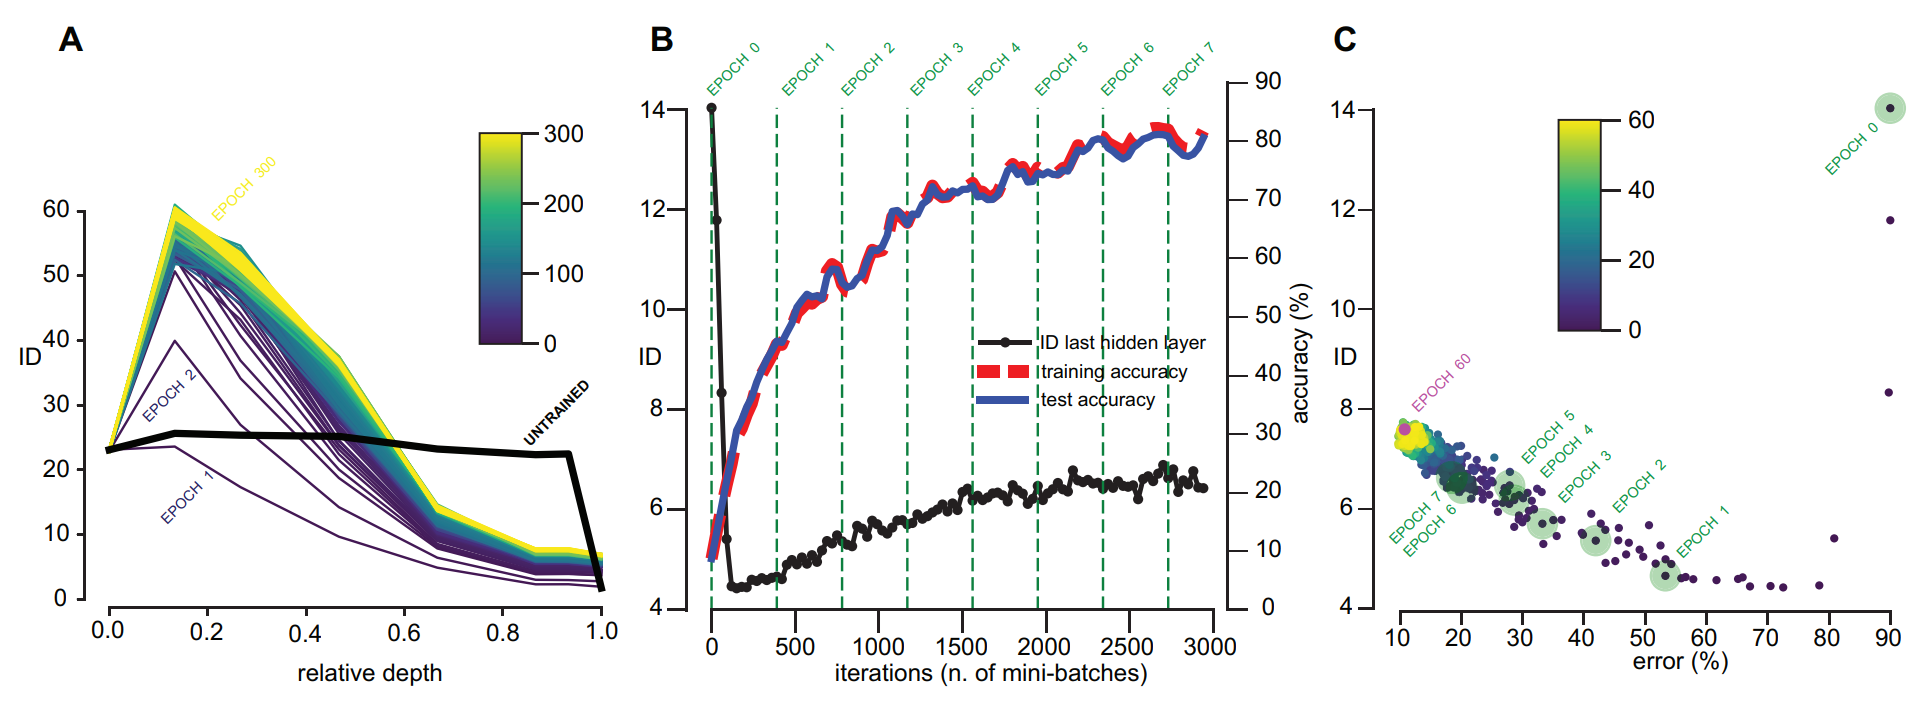 A
300
200
100
0
EPOCH 300
60
50
40
30
20
10
0
ID
EPOCH 2
EPOCH 1
UNTRAINED
0.0 0.2 0.4 0.6 0.8 1.0
relative depth
B
EPOCH 0 EPOCH 1 EPOCH 2 EPOCH 3 EPOCH 4 EPOCH 5 EPOCH 6 EPOCH 7
14
12
10
8
6
4
ID
90
80
70
60
50
40
30
20
10
0
accuracy (%)
ID last hidden layer
training accuracy
test accuracy
0 500 1000 1500 2000 2500 3000
iterations (n. of mini-batches)
C
14
12
10
8
6
4
ID
60
40
20
0
EPOCH 0
EPOCH 60
EPOCH 5
EPOCH 4
EPOCH 3
EPOCH 2
EPOCH 1
EPOCH 7
EPOCH 6
10 20 30 40 50 60 70 80 90
error (%)